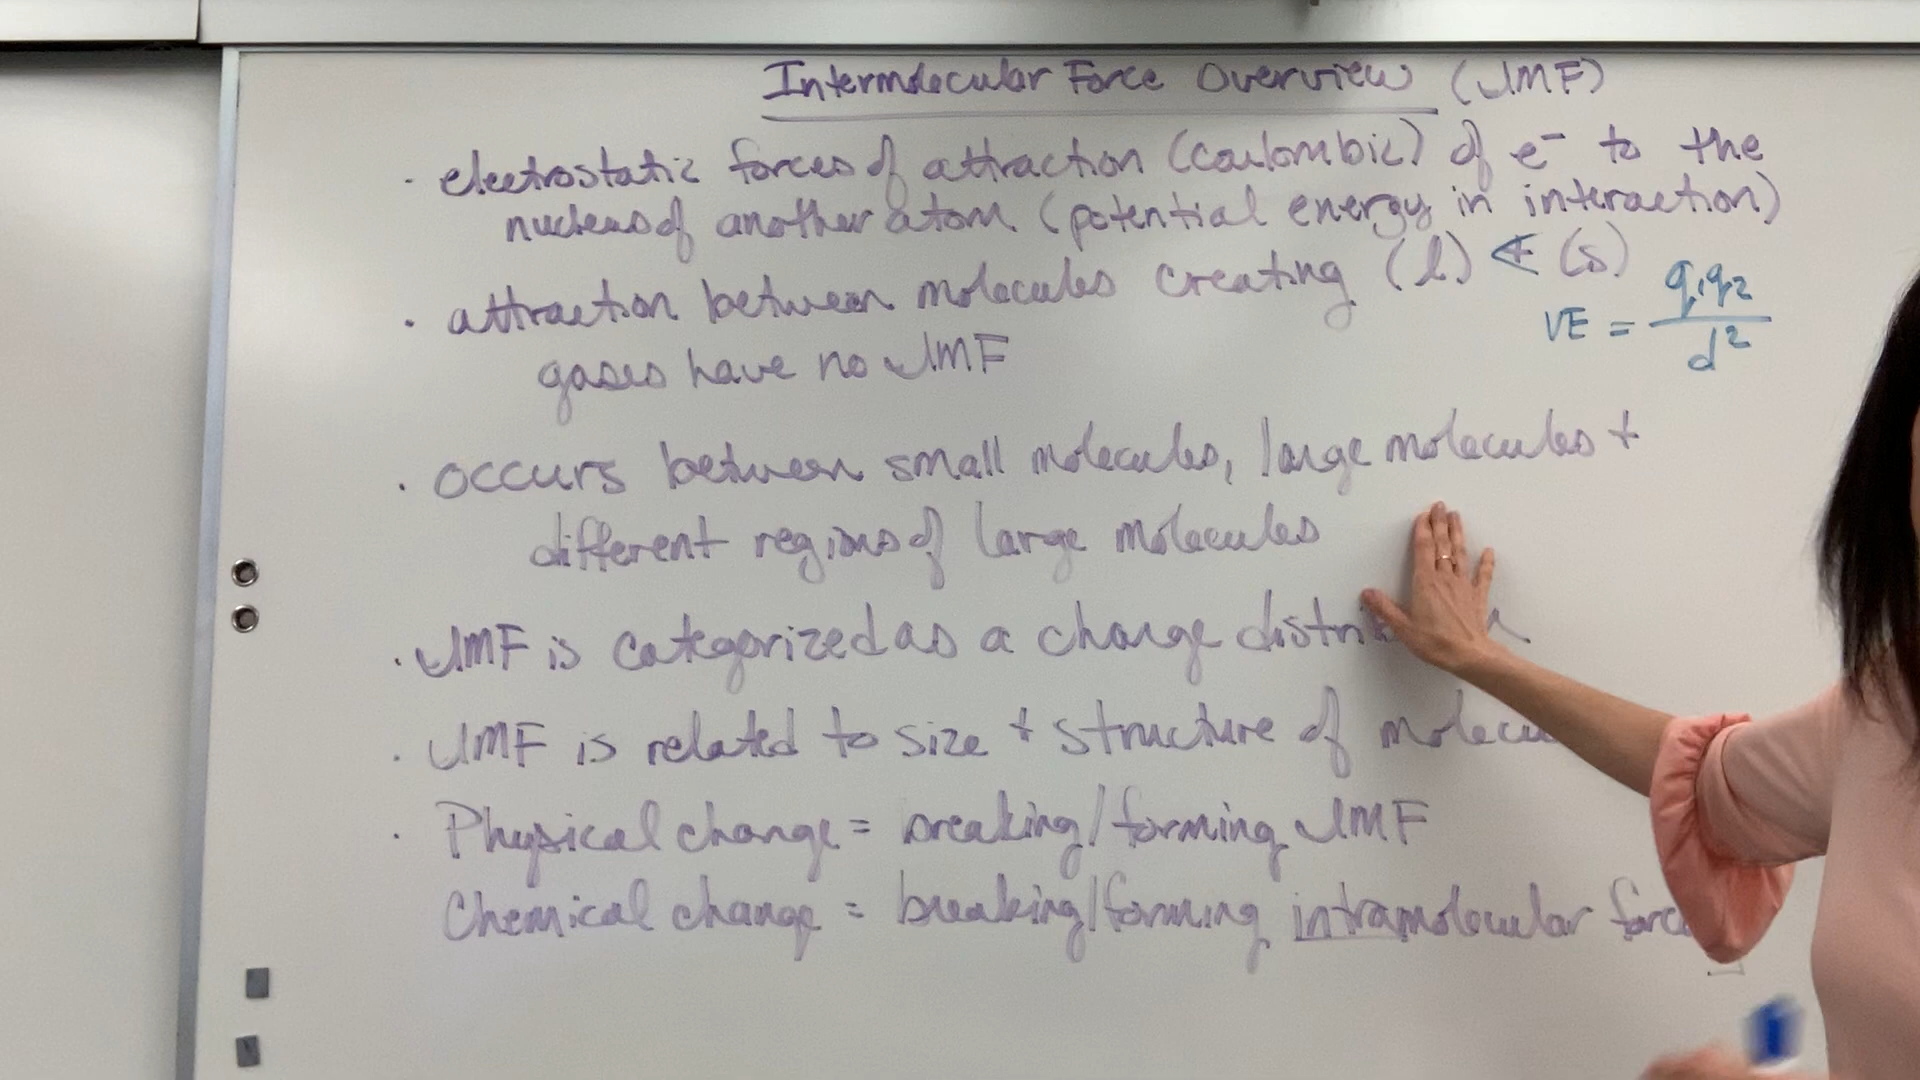 Intermolecular Force Overview (IMF)
· electrostatic forces of attraction (coulombic) of e⁻ to the
nucleus of another atom (potential energy in interaction)
· attraction between molecules creating (l) + (s)
VE = q₁q₂ / d²
gases have no IMF
· occurs between small molecules, large molecules +
different regions of large molecules
· IMF is categorized as a charge
· IMF is related to size + structure of
· Physical change = breaking/forming IMF
Chemical change = breaking/forming intramolecular